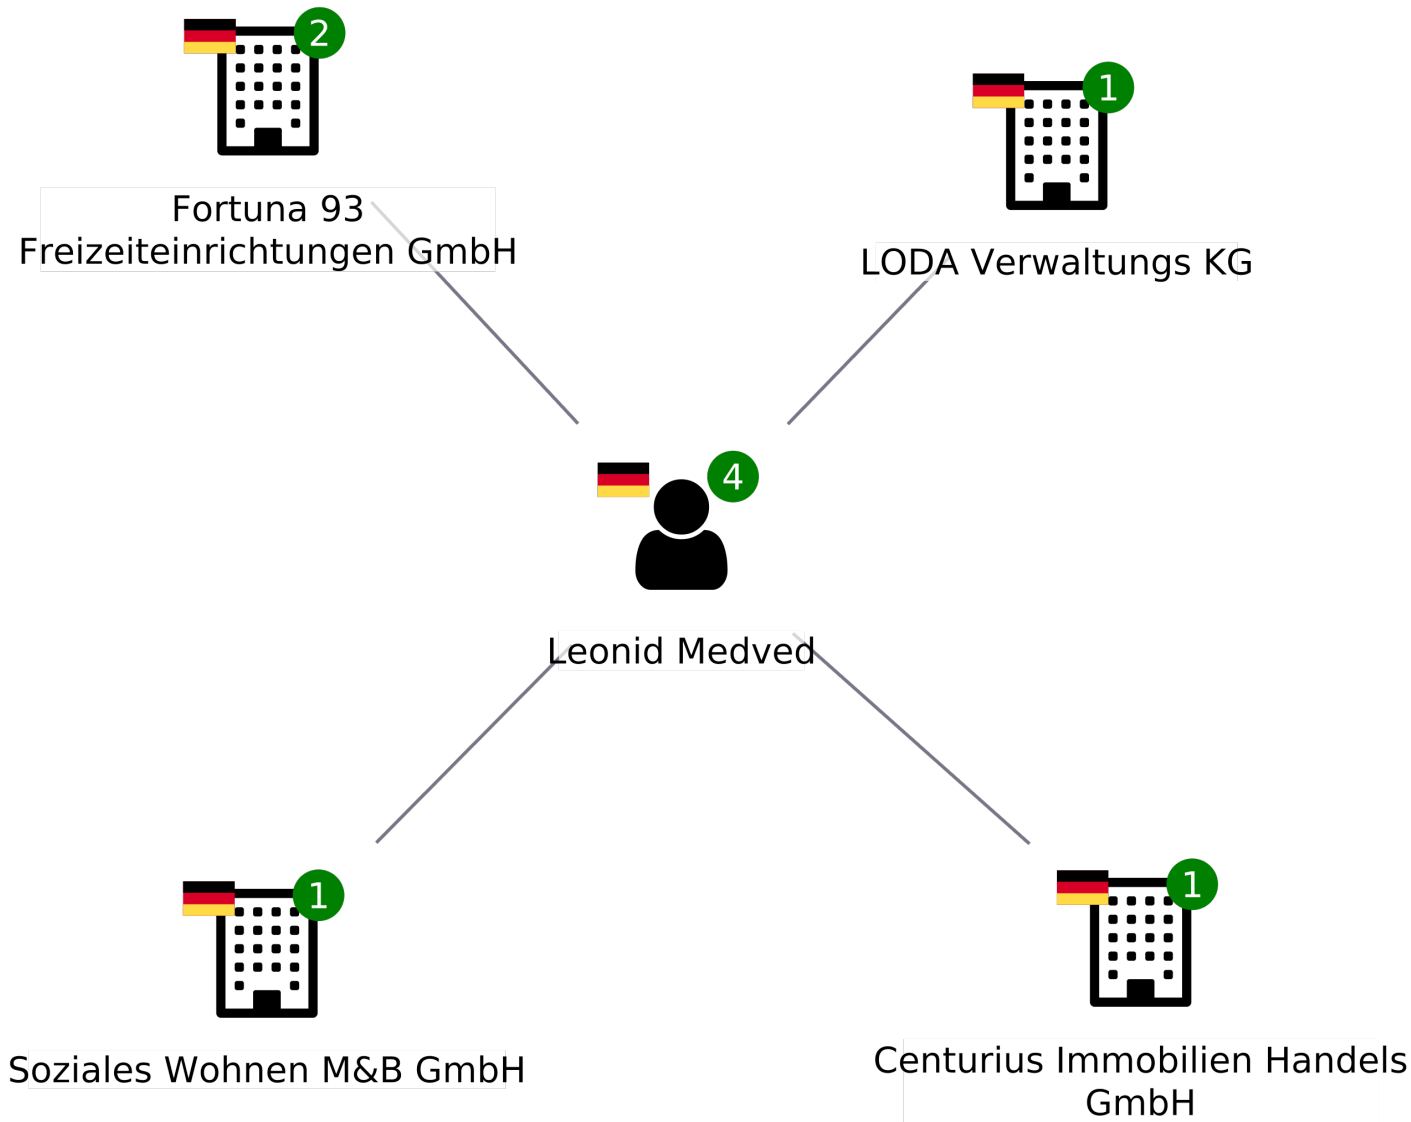 2
Fortuna 93
Freizeiteinrichtungen GmbH
1
LODA Verwaltungs KG
4
Leonid Medved
1
Soziales Wohnen M&B GmbH
1
Centurius Immobilien Handels
GmbH